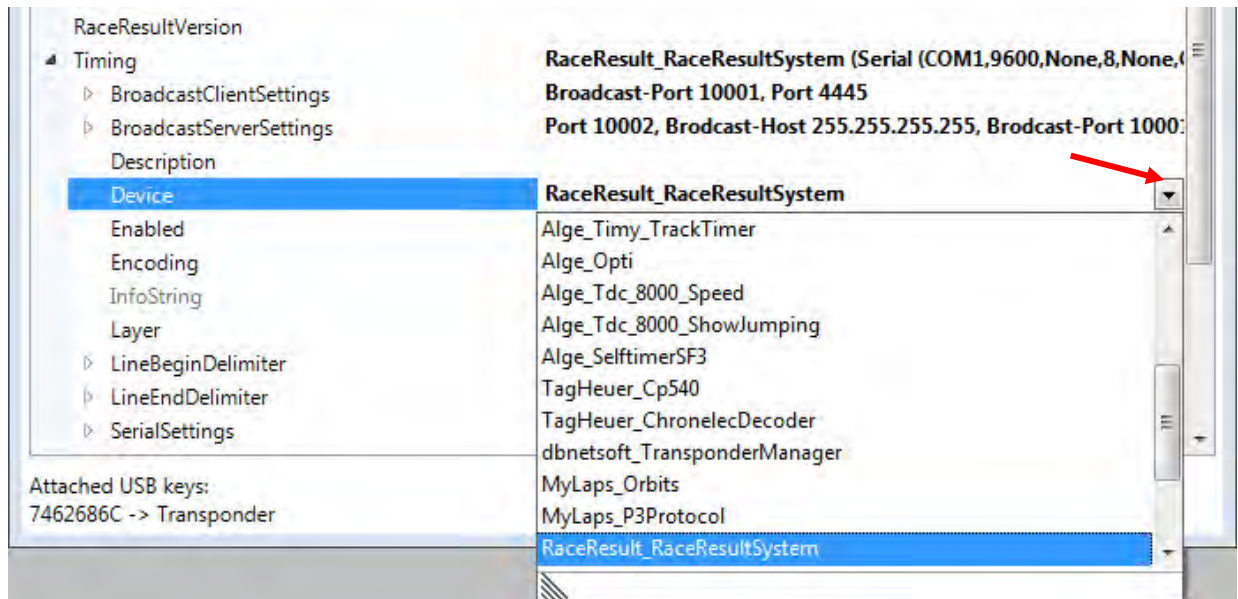 RaceResultVersion
Timing RaceResult_RaceResultSystem (Serial (COM1,9600,None,8,None,
BroadcastClientSettings Broadcast-Port 10001, Port 4445
BroadcastServerSettings Port 10002, Brodcast-Host 255.255.255.255, Brodcast-Port 10001
Description
Device RaceResult_RaceResultSystem
Enabled Alge_Timy_TrackTimer
Encoding Alge_Opti
InfoString Alge_Tdc_8000_Speed
Layer Alge_Tdc_8000_ShowJumping
LineBeginDelimiter Alge_SelftimerSF3
LineEndDelimiter TagHeuer_Cp540
SerialSettings TagHeuer_ChronelecDecoder
dbnetsoft_TransponderManager
Attached USB keys: MyLaps_Orbits
7462686C -> Transponder MyLaps_P3Protocol
RaceResult_RaceResultSystem